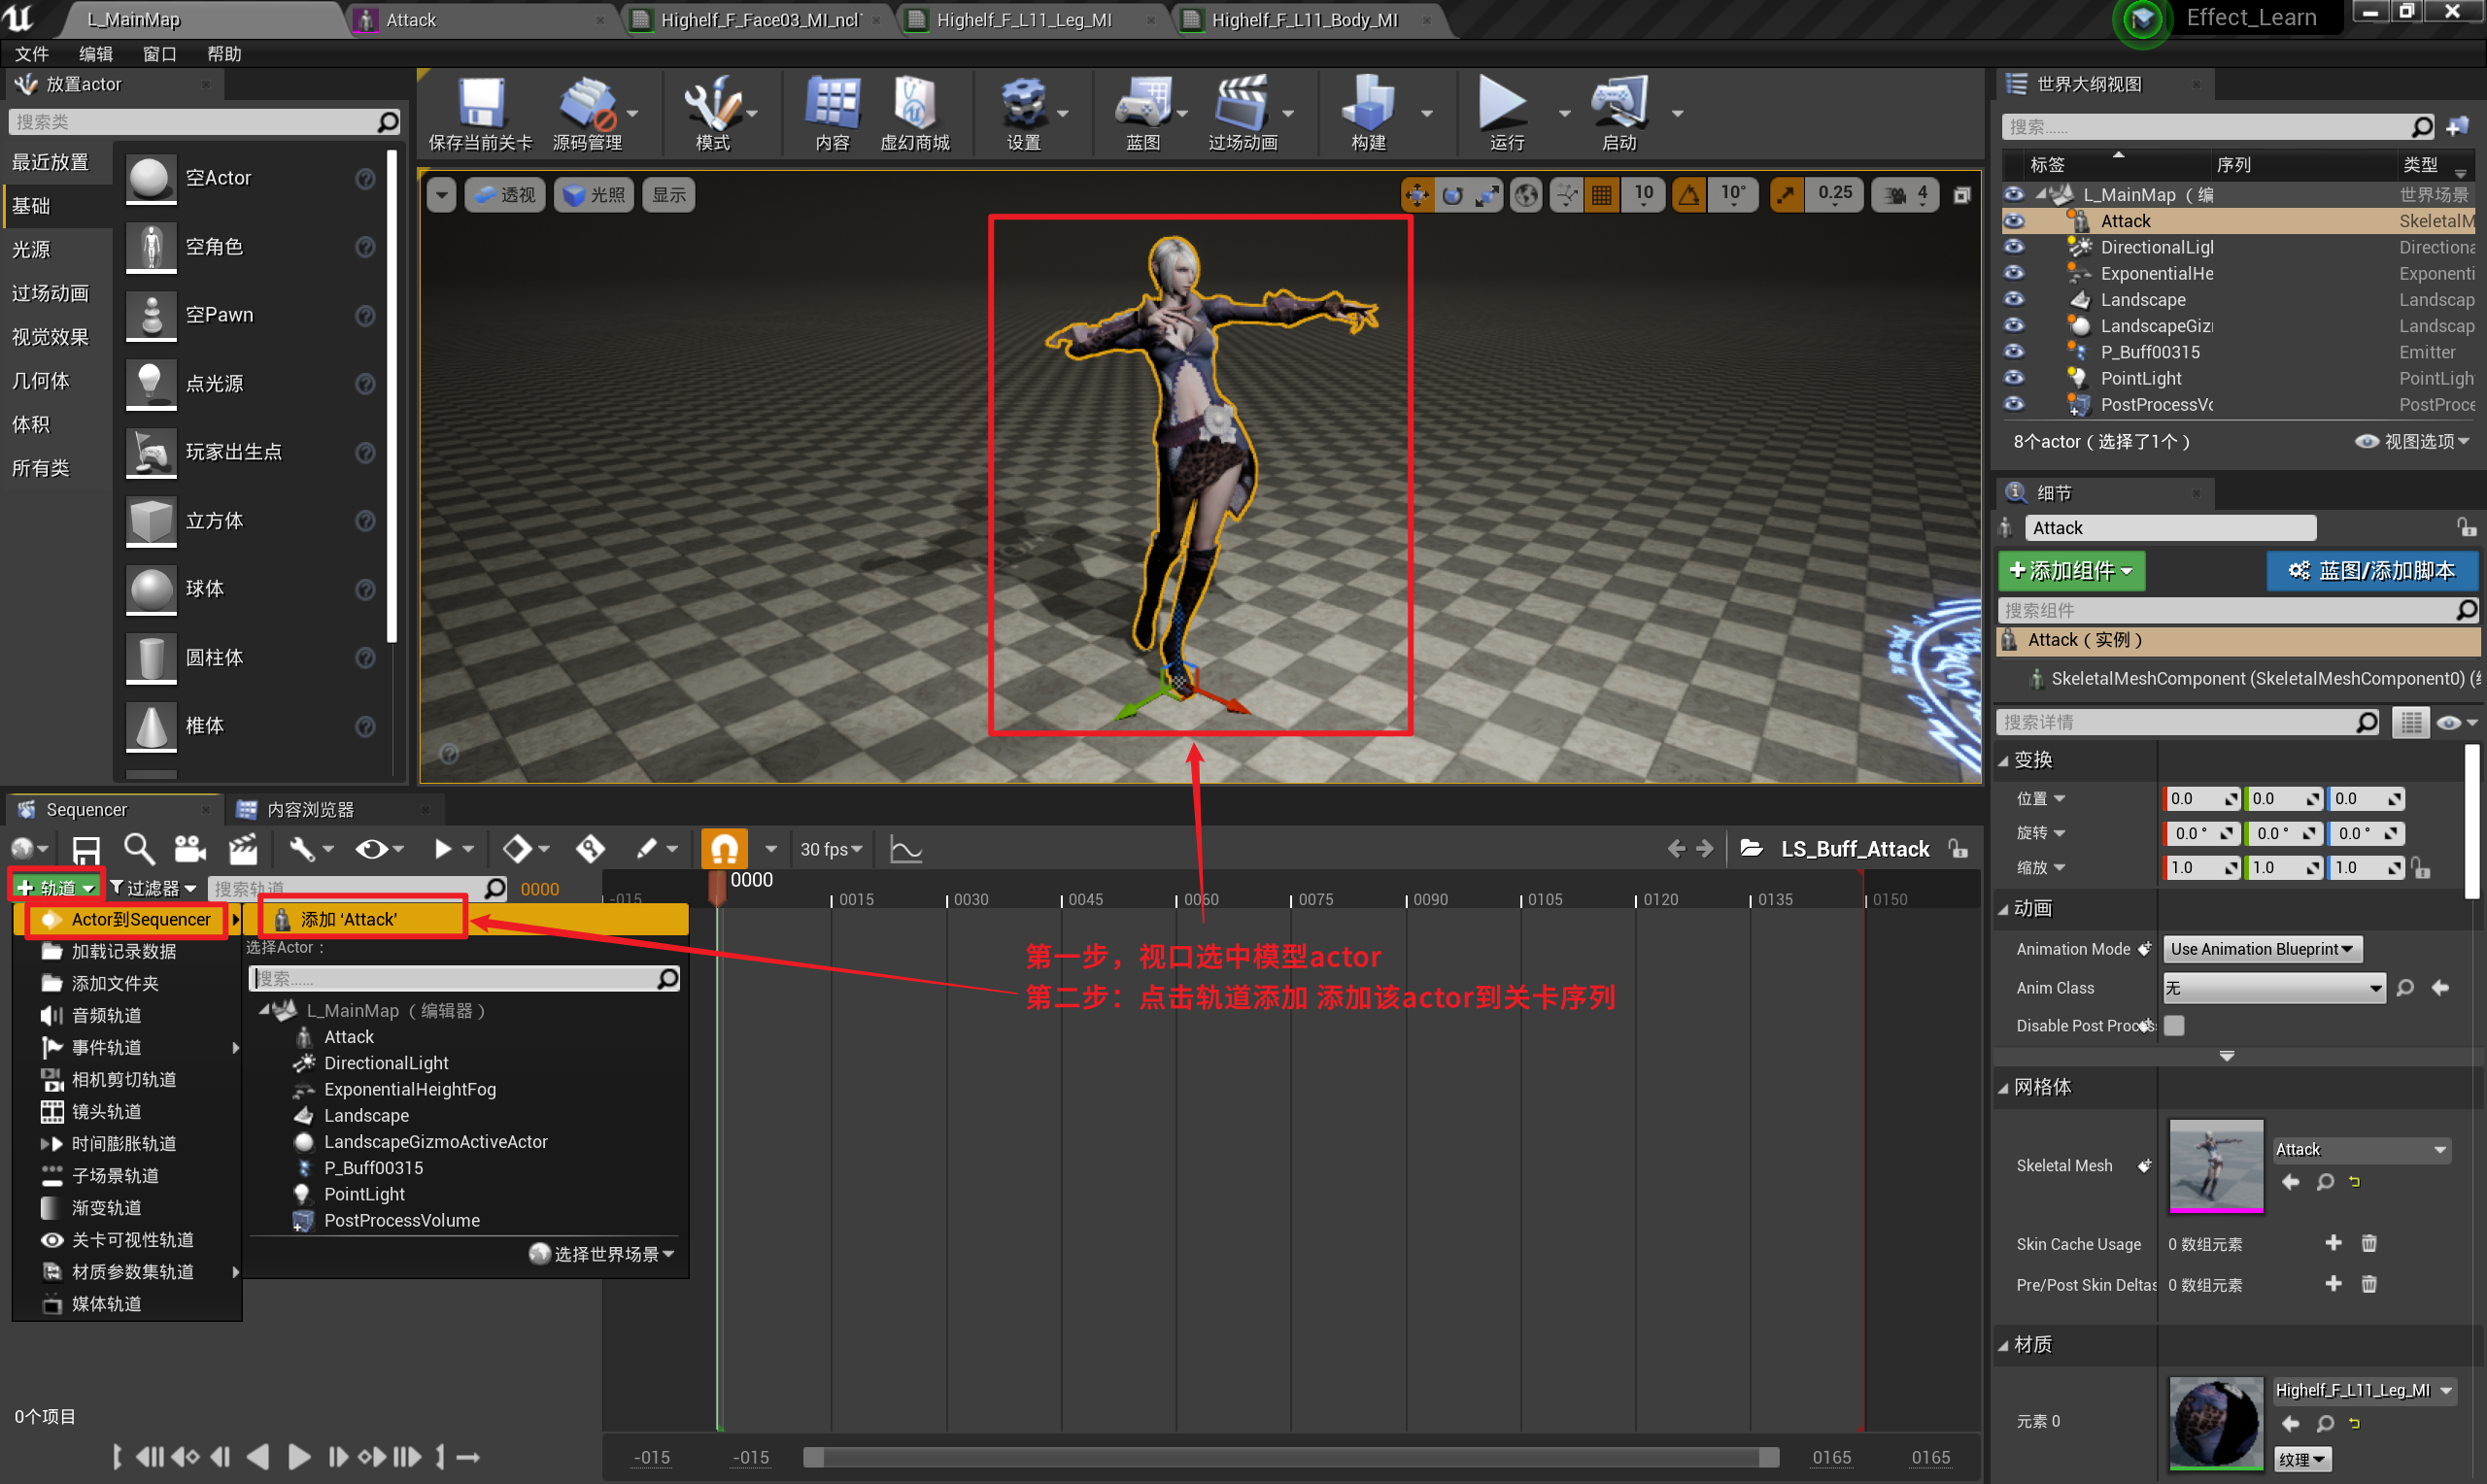 L_MainMap
Attack
Highelf_F_Face03_MI_ncl
Highelf_F_L11_Leg_MI
Highelf_F_L11_Body_MI
Effect_Learn
文件 编辑 窗口 帮助
放置actor
搜索类
最近放置
基础
光源
过场动画
视觉效果
几何体
体积
所有类
空Actor
空角色
空Pawn
点光源
玩家出生点
立方体
球体
圆柱体
椎体
保存当前关卡
源码管理
模式
内容
虚幻商城
设置
蓝图
过场动画
构建
运行
启动
透视
光照
显示
10
10°
0.25
4
世界大纲视图
搜索......
标签 序列 类型
L_MainMap（编 世界场景
Attack SkeletalM
DirectionalLigl Directiona
ExponentialHe Exponenti
Landscape Landscap
LandscapeGizi Landscap
P_Buff00315 Emitter
PointLight PointLigh
PostProcessVo PostProce
8个actor（选择了1个）
视图选项
细节
Attack
添加组件
蓝图/添加脚本
搜索组件
Attack（实例）
SkeletalMeshComponent (SkeletalMeshComponent0)
搜索详情
变换
位置 0.0 0.0 0.0
旋转 0.0° 0.0° 0.0°
缩放 1.0 1.0 1.0
动画
Animation Mode Use Animation Blueprint
Anim Class 无
Disable Post Proces
网格体
Skeletal Mesh Attack
Skin Cache Usage 0 数组元素
Pre/Post Skin Deltas 0 数组元素
材质
元素 0 Highelf_F_L11_Leg_MI
纹理
Sequencer
内容浏览器
30 fps
LS_Buff_Attack
轨道
过滤器
搜索轨道
0000
0000
-015 0015 0030 0045 0060 0075 0090 0105 0120 0135 0150
Actor到Sequencer
加载记录数据
添加文件夹
音频轨道
事件轨道
相机剪切轨道
镜头轨道
时间膨胀轨道
子场景轨道
渐变轨道
关卡可视性轨道
材质参数集轨道
媒体轨道
添加 'Attack'
选择Actor：
搜索......
L_MainMap（编辑器）
Attack
DirectionalLight
ExponentialHeightFog
Landscape
LandscapeGizmoActiveActor
P_Buff00315
PointLight
PostProcessVolume
选择世界场景
第一步，视口选中模型actor
第二步：点击轨道添加 添加该actor到关卡序列
0个项目
-015 -015 0165 0165